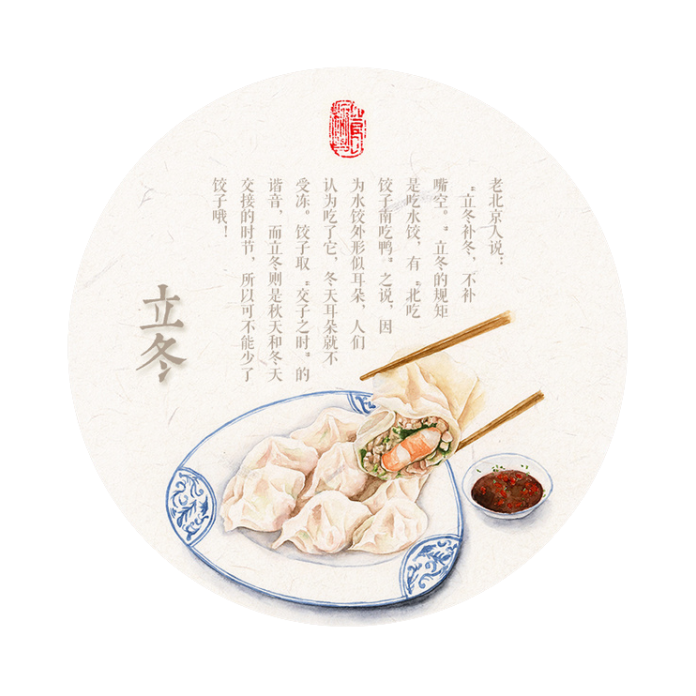 老北京人说：
“立冬补冬，不补
嘴空。”立冬的规矩
是吃水饺，有“北吃
饺子南吃鸭”之说，因
为水饺外形似耳朵，人们
认为吃了它，冬天耳朵就不
受冻。饺子取“交子之时”的
谐音，而立冬则是秋天和冬天
交接的时节，所以可不能少了
饺子哦！
立冬